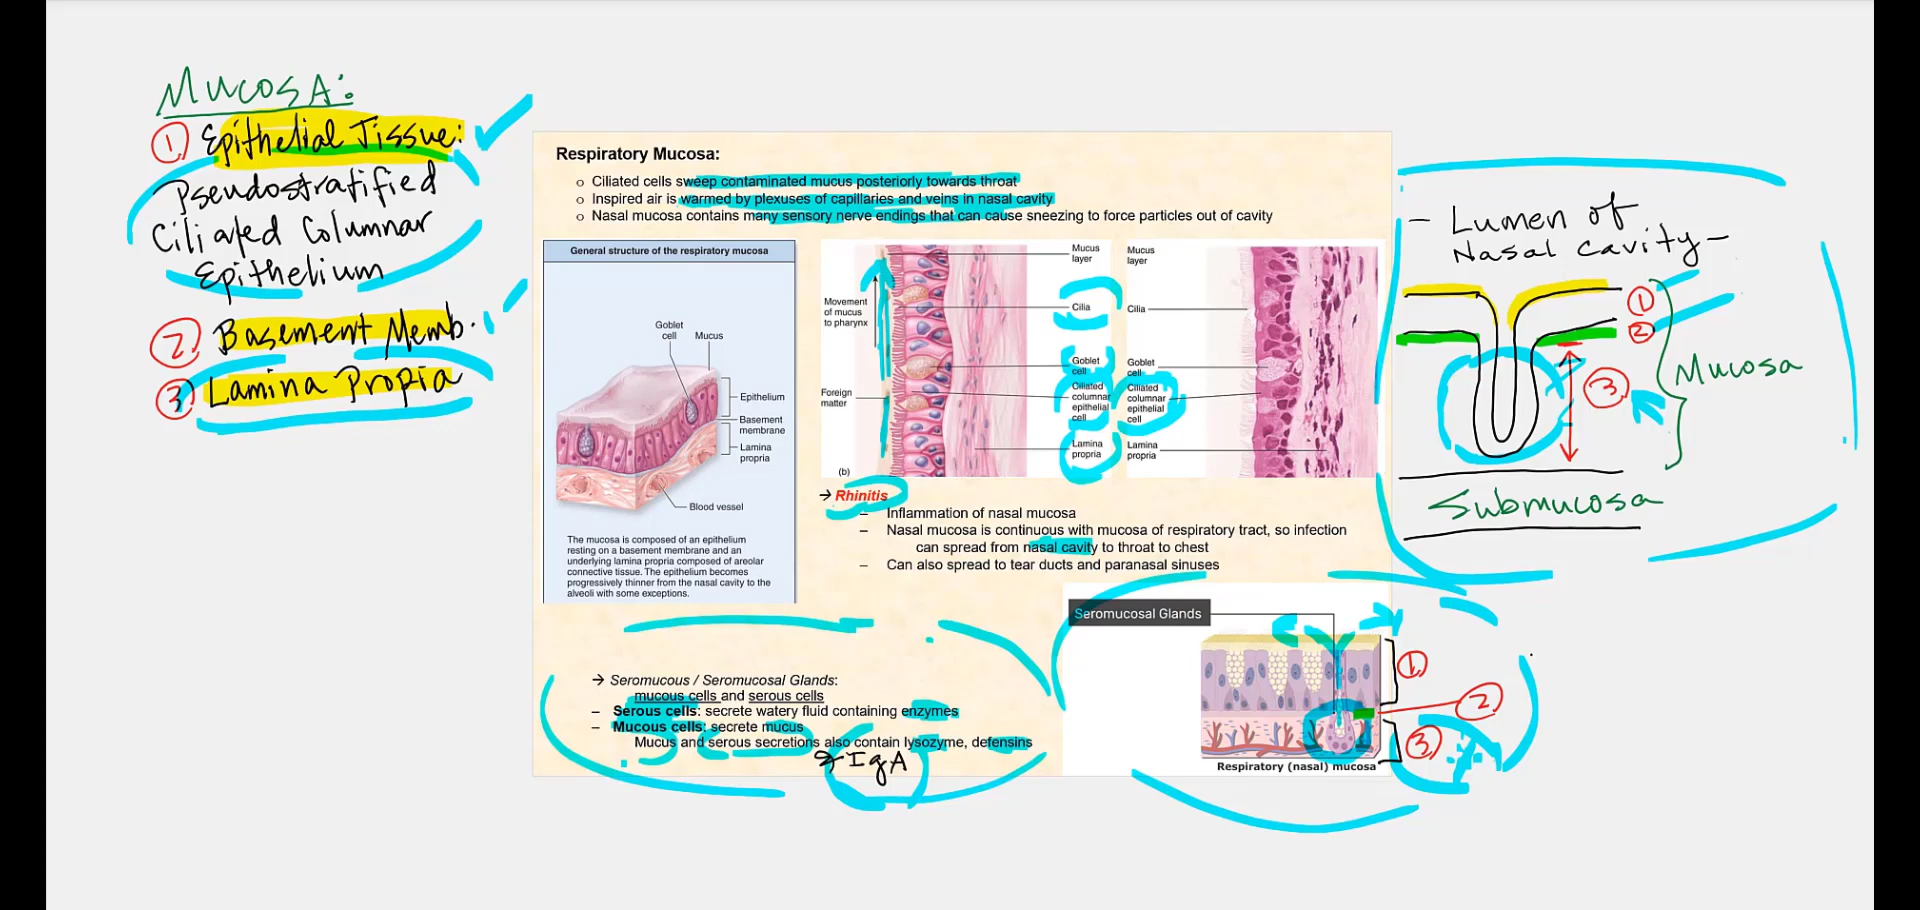 MucosA:
① Epithelial Tissue:
Pseudostratified
Ciliated Columnar
Epithelium
② Basement Memb.
③ Lamina Propia
Respiratory Mucosa:
o Ciliated cells sweep contaminated mucus posteriorly towards throat
o Inspired air is warmed by plexuses of capillaries and veins in nasal cavity
o Nasal mucosa contains many sensory nerve endings that can cause sneezing to force particles out of cavity
General structure of the respiratory mucosa
Goblet
cell
Mucus
Epithelium
Basement
membrane
Lamina
propria
Blood vessel
The mucosa is composed of an epithelium
resting on a basement membrane and an
underlying lamina propria composed of areolar
connective tissue. The epithelium becomes
progressively thinner from the nasal cavity to the
alveoli with some exceptions.
Movement
of mucus
to pharynx
Foreign
matter
(b)
Mucus
layer
Cilia
Goblet
cell
Ciliated
columnar
epithelial
cell
Lamina
propria
Mucus
layer
Cilia
Goblet
cell
Ciliated
columnar
epithelial
cell
Lamina
propria
→ Rhinitis
– Inflammation of nasal mucosa
– Nasal mucosa is continuous with mucosa of respiratory tract, so infection
can spread from nasal cavity to throat to chest
– Can also spread to tear ducts and paranasal sinuses
→ Seromucous / Seromucosal Glands:
mucous cells and serous cells
– Serous cells: secrete watery fluid containing enzymes
– Mucous cells: secrete mucus
Mucus and serous secretions also contain lysozyme, defensins
& IgA
Seromucosal Glands
①
②
③
Respiratory (nasal) mucosa
- Lumen of
Nasal cavity -
①
②
③
Mucosa
Submucosa